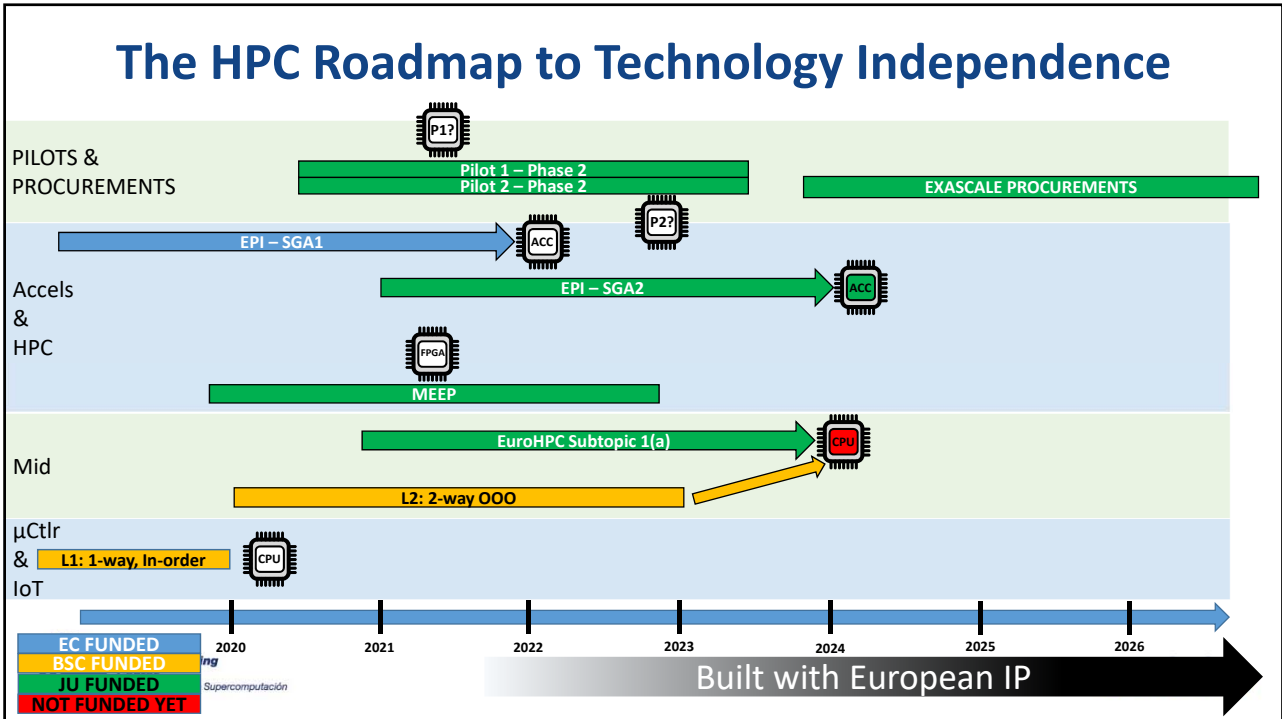 The HPC Roadmap to Technology Independence
P1?
PILOTS &
PROCUREMENTS
Pilot 1 – Phase 2
Pilot 2 – Phase 2
EXASCALE PROCUREMENTS
P2?
EPI – SGA1
ACC
Accels
&
HPC
EPI – SGA2
ACC
FPGA
MEEP
Mid
EuroHPC Subtopic 1(a)
CPU
L2: 2-way OOO
µCtlr
&
IoT
L1: 1-way, In-order
CPU
2020 2021 2022 2023 2024 2025 2026
EC FUNDED
BSC FUNDED
JU FUNDED
NOT FUNDED YET
ing
Supercomputación
Built with European IP